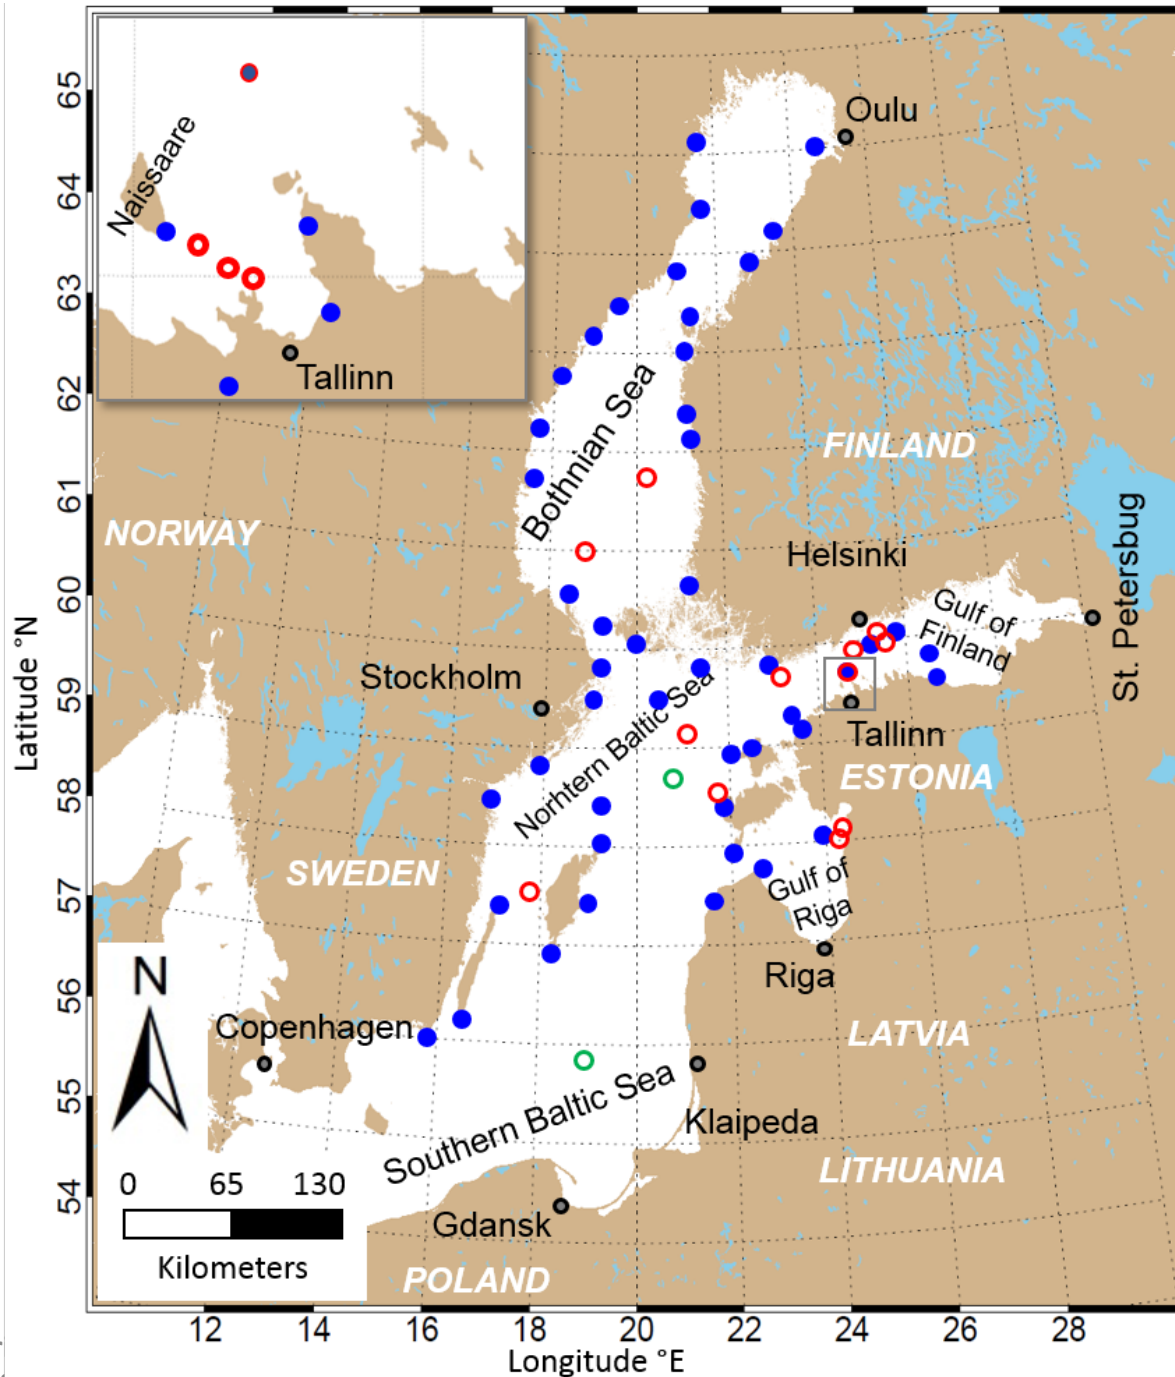 Naissaare
Tallinn
Oulu
65
64
63
62
61
60
59
58
57
56
55
54
Latitude °N
Bothnian Sea
FINLAND
NORWAY
Helsinki
Gulf of
Finland
St. Petersbug
Stockholm
Norhtern Baltic Sea
Tallinn
ESTONIA
SWEDEN
Gulf of
Riga
Riga
N
Copenhagen
LATVIA
Southern Baltic Sea
Klaipeda
LITHUANIA
0 65 130
Kilometers
Gdansk
POLAND
12 14 16 18 20 22 24 26 28
Longitude °E